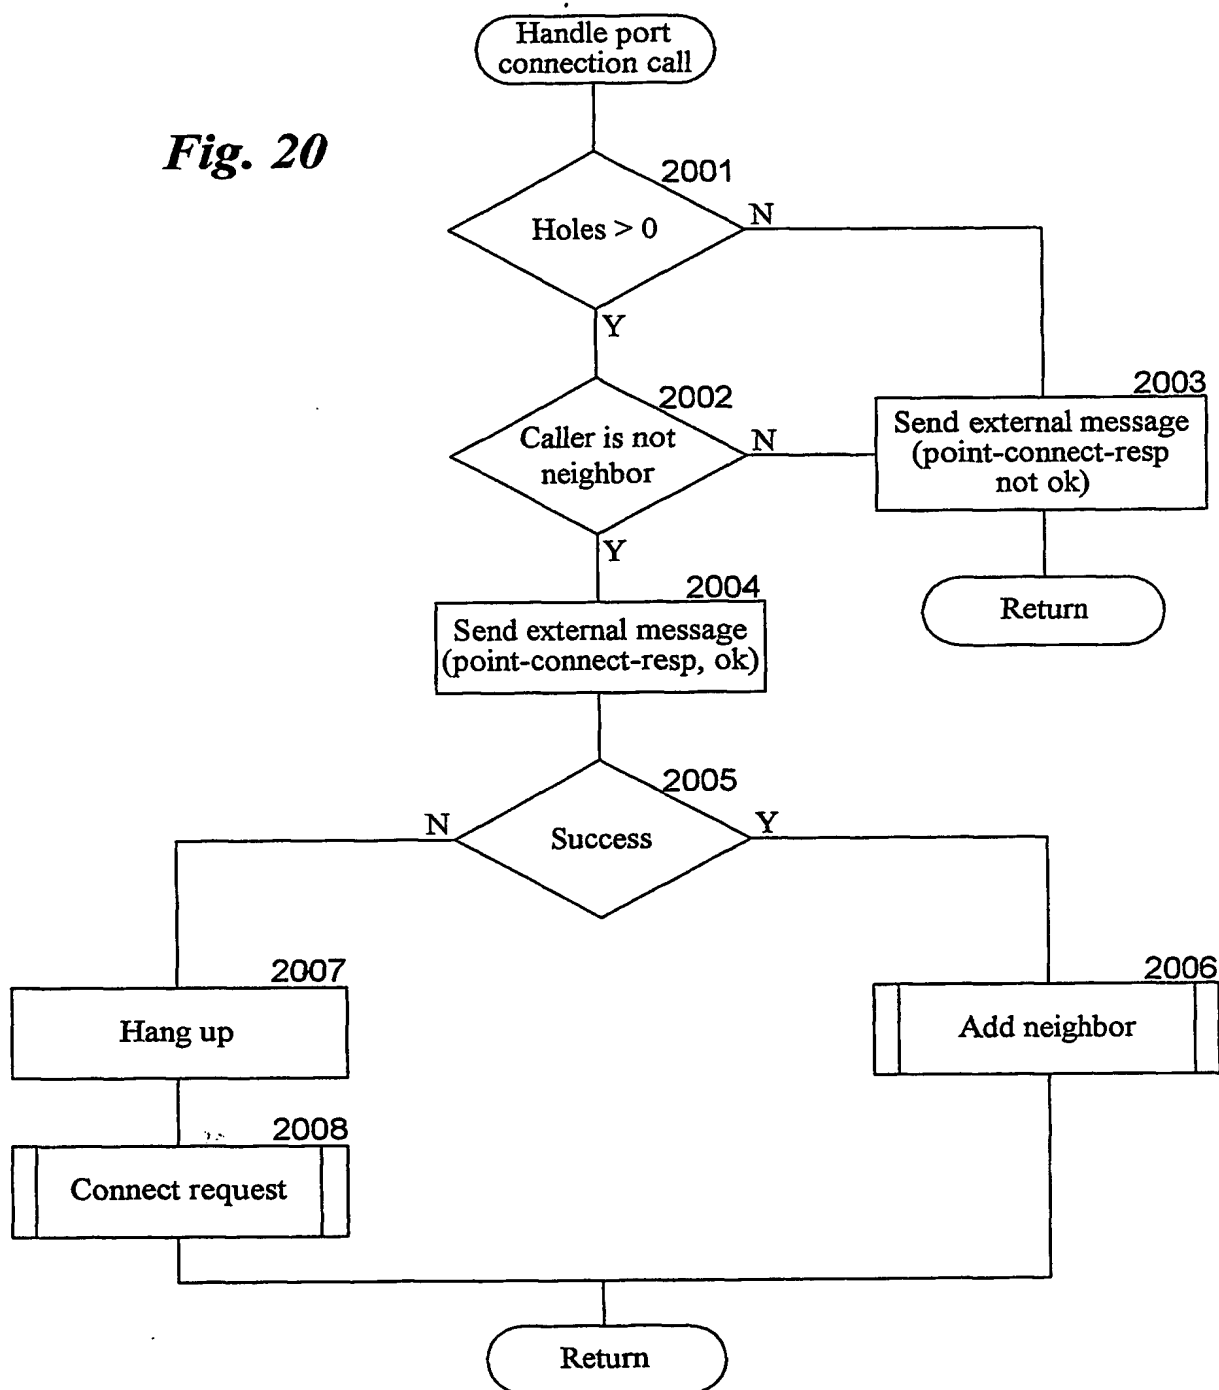 Handle port
connection call
Fig. 20
2001
Holes > 0
N
Y
2002
Caller is not
neighbor
N
Y
2003
Send external message
(point-connect-resp
not ok)
Return
2004
Send external message
(point-connect-resp, ok)
2005
Success
N
Y
2007
Hang up
2006
Add neighbor
2008
Connect request
Return